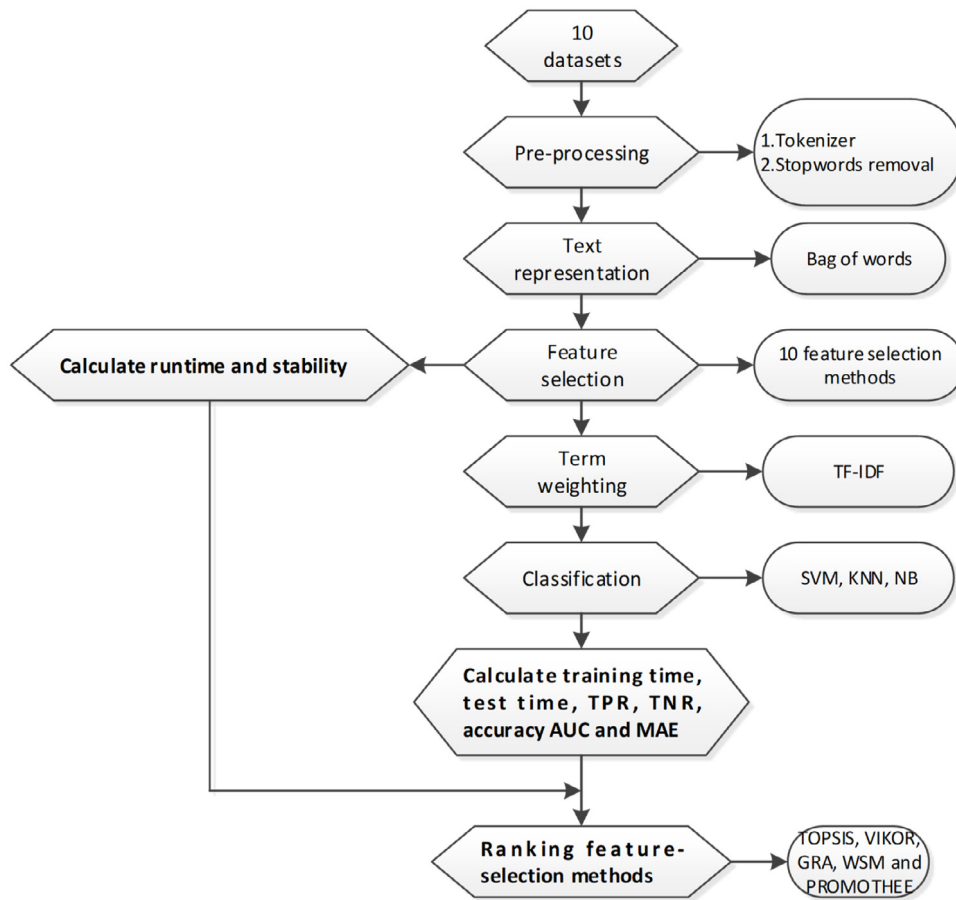 10
datasets
Pre-processing
1.Tokenizer
2.Stopwords removal
Text
representation
Bag of words
Calculate runtime and stability
Feature
selection
10 feature selection
methods
Term
weighting
TF-IDF
Classification
SVM, KNN, NB
Calculate training time,
test time, TPR, TNR,
accuracy AUC and MAE
Ranking feature-
selection methods
TOPSIS, VIKOR,
GRA, WSM and
PROMOTHEE